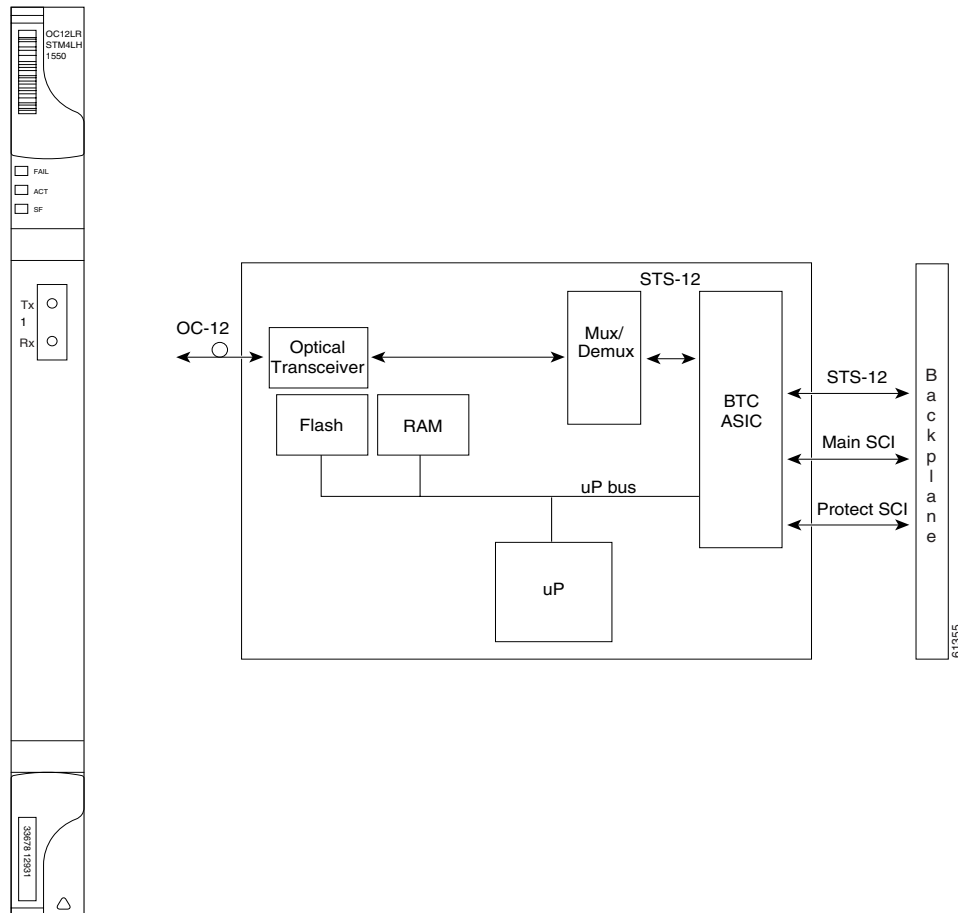 OC12LR
STM4LH
1550
FAIL
ACT
SF
Tx
1
Rx
OC-12
Optical
Transceiver
Flash
RAM
uP bus
uP
STS-12
Mux/
Demux
BTC
ASIC
STS-12
Main SCI
Protect SCI
Backplane
61355
33678 12931